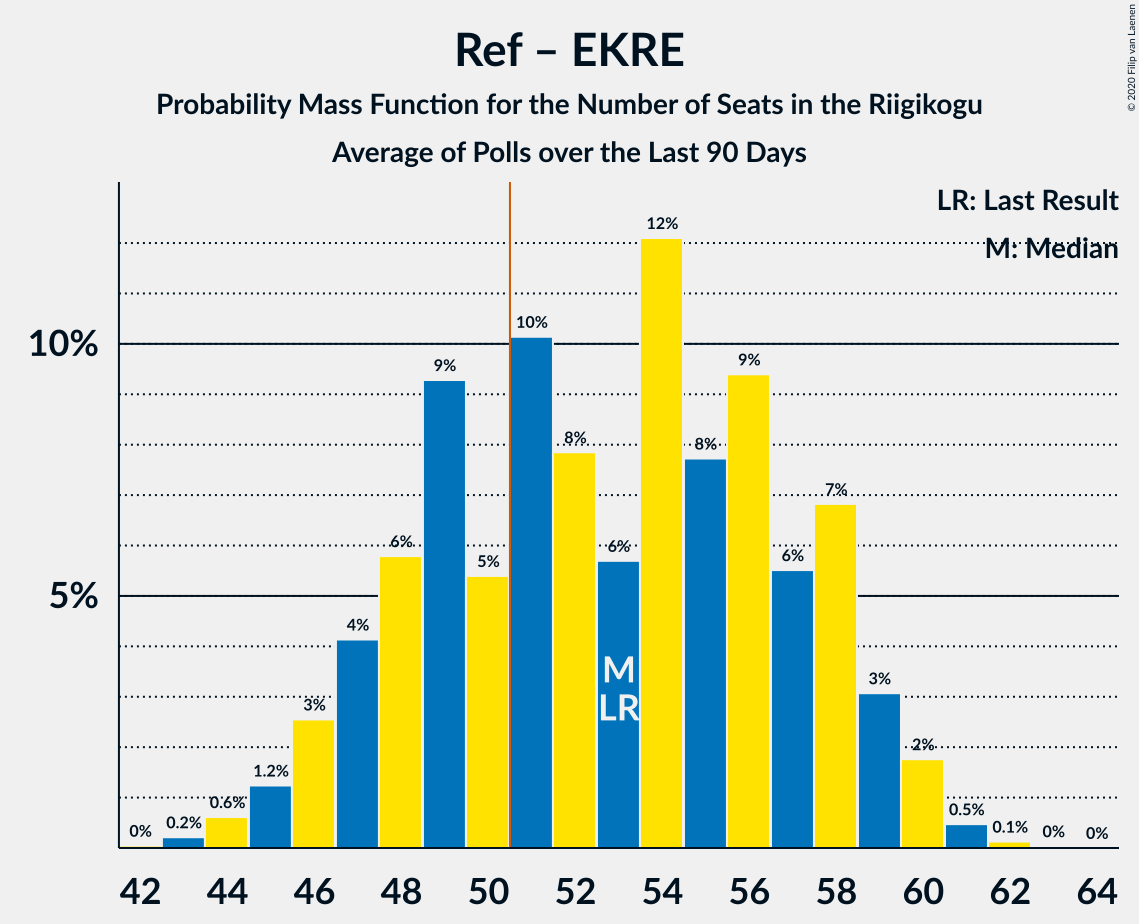 Ref – EKRE
Probability Mass Function for the Number of Seats in the Riigikogu
Average of Polls over the Last 90 Days
© 2020 Filip van Laenen
LR: Last Result
M: Median
10%
5%
0%
0.2%
0.6%
1.2%
3%
4%
6%
9%
5%
10%
8%
6%
12%
8%
9%
6%
7%
3%
2%
0.5%
0.1%
0%
0%
M
LR
42 44 46 48 50 52 54 56 58 60 62 64